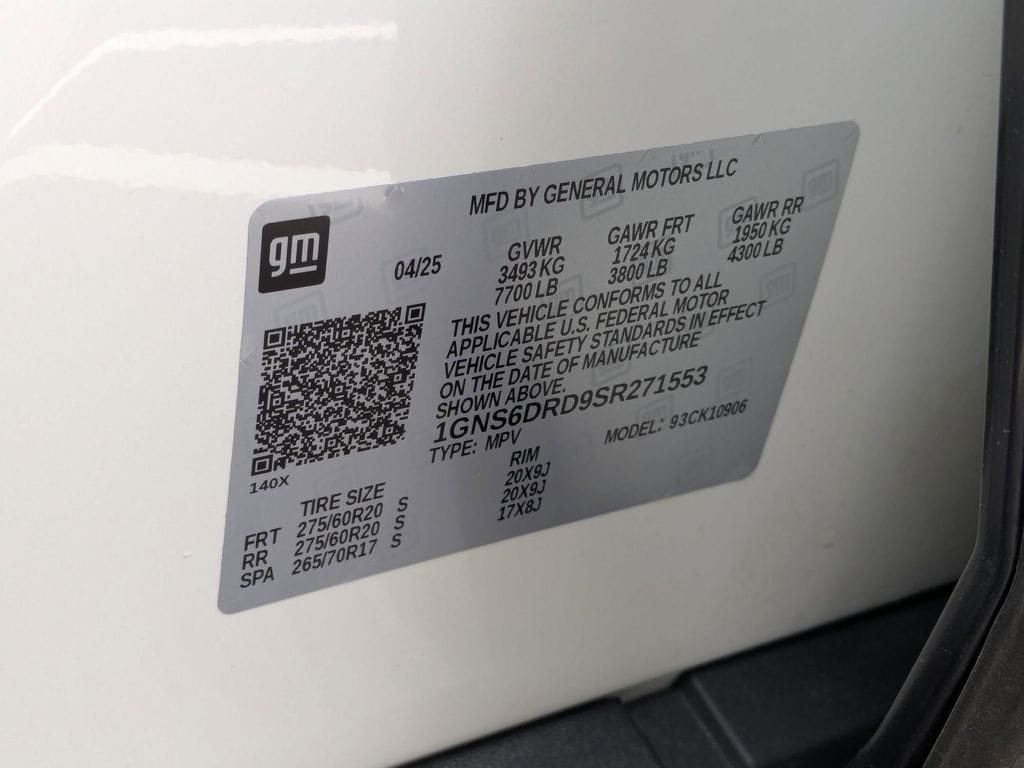 MFD BY GENERAL MOTORS LLC
gm
04/25
GVWR
3493 KG
7700 LB
GAWR FRT
1724 KG
3800 LB
GAWR RR
1950 KG
4300 LB
THIS VEHICLE CONFORMS TO ALL
APPLICABLE U.S. FEDERAL MOTOR
VEHICLE SAFETY STANDARDS IN EFFECT
ON THE DATE OF MANUFACTURE
SHOWN ABOVE.
1GNS6DRD9SR271553
TYPE: MPV
MODEL: 93CK10906
140X
TIRE SIZE RIM
FRT 275/60R20 S 20X9J
RR 275/60R20 S 20X9J
SPA 265/70R17 S 17X8J